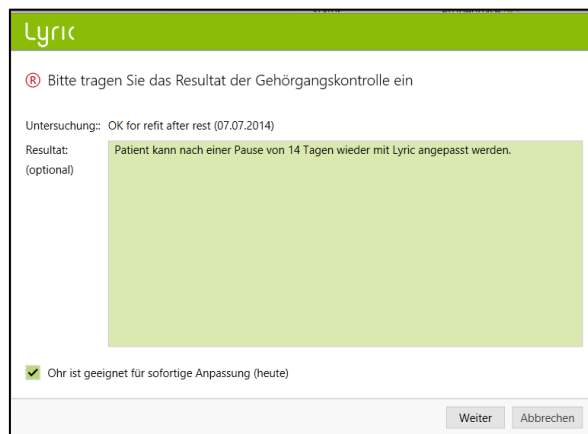 Lyric
® Bitte tragen Sie das Resultat der Gehörgangskontrolle ein
Untersuchung:: OK for refit after rest (07.07.2014)
Resultat: Patient kann nach einer Pause von 14 Tagen wieder mit Lyric angepasst werden.
(optional)
Ohr ist geeignet für sofortige Anpassung (heute)
Weiter Abbrechen